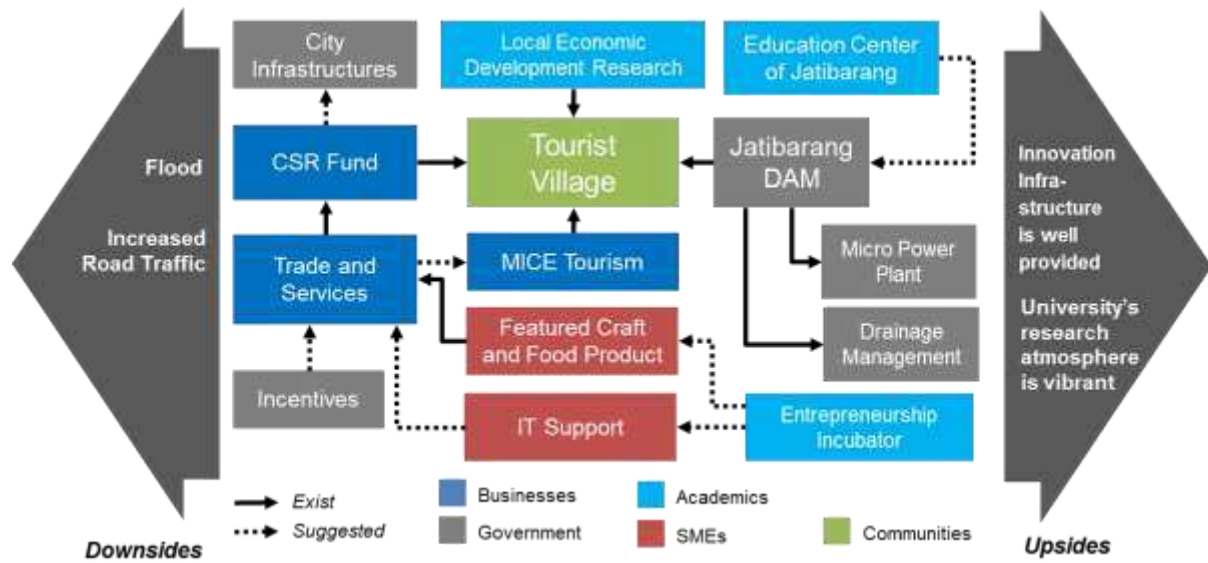 City
Infrastructures
Local Economic
Development Research
Education Center
of Jatibarang
Flood
Increased
Road Traffic
CSR Fund
Tourist
Village
Jatibarang
DAM
Innovation
Infra-
structure
is well
provided
University's
research
atmosphere
is vibrant
Trade and
Services
MICE Tourism
Micro Power
Plant
Featured Craft
and Food Product
Drainage
Management
Incentives
IT Support
Entrepreneurship
Incubator
Exist
Suggested
Businesses
Government
Academics
SMEs
Communities
Downsides
Upsides